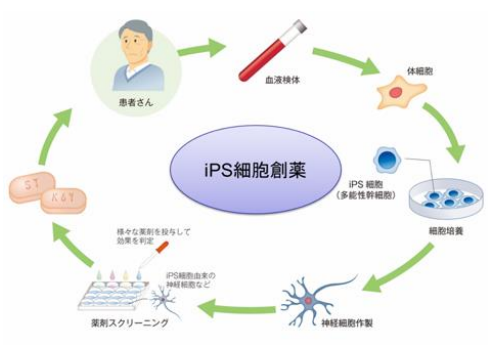 患者さん
血液検体
体細胞
iPS細胞創薬
iPS 細胞
(多能性幹細胞)
細胞培養
神経細胞作製
iPS細胞由来の
神経細胞など
様々な薬剤を投与して
効果を判定
薬剤スクリーニング
ST
K6Y